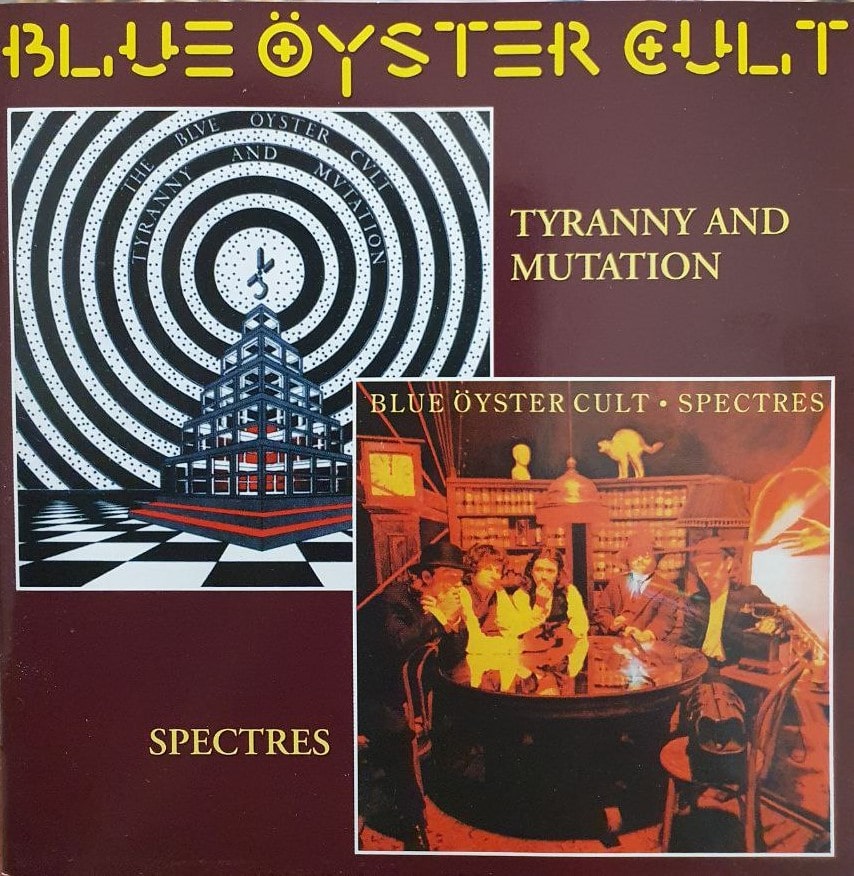 BLUE ÖYSTER CULT
THE BLVE OYSTER CVLT
TYRANNY AND MVTATION
TYRANNY AND
MUTATION
BLUE ÖYSTER CULT • SPECTRES
SPECTRES